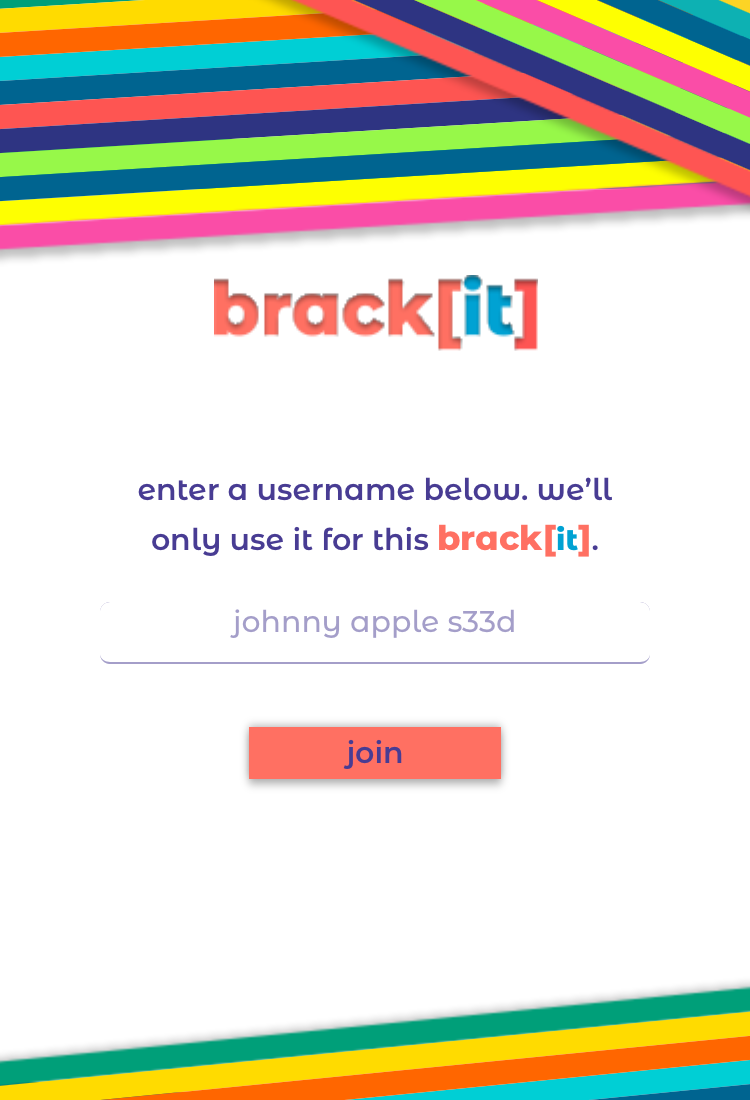 brack[it]
enter a username below. we’ll
only use it for this brack[it].
johnny apple s33d
join